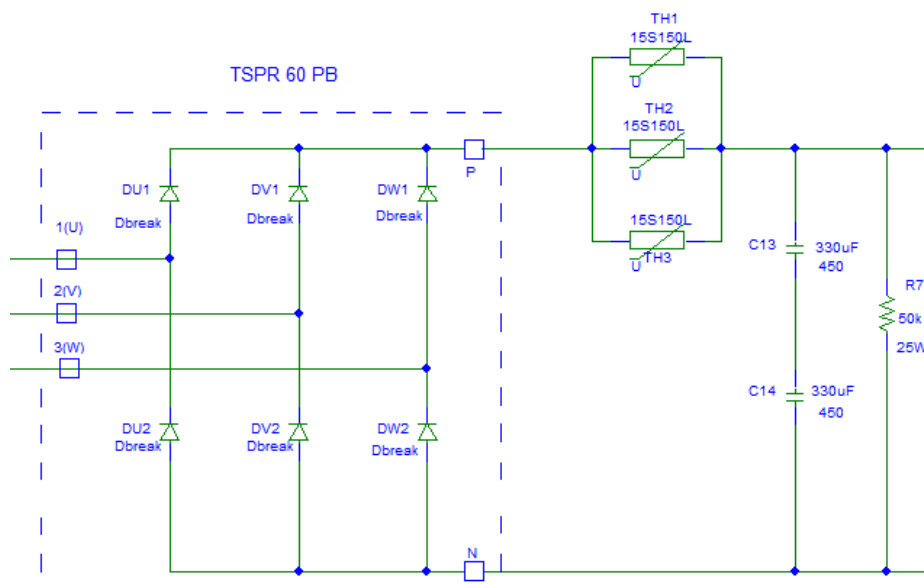 TH1
15S150L
U
TSPR 60 PB
TH2
15S150L
U
P
DU1
Dbreak
DV1
Dbreak
DW1
Dbreak
15S150L
U
TH3
1(U)
2(V)
3(W)
C13
330uF
450
R7
50k
25W
C14
330uF
450
DU2
Dbreak
DV2
Dbreak
DW2
Dbreak
N